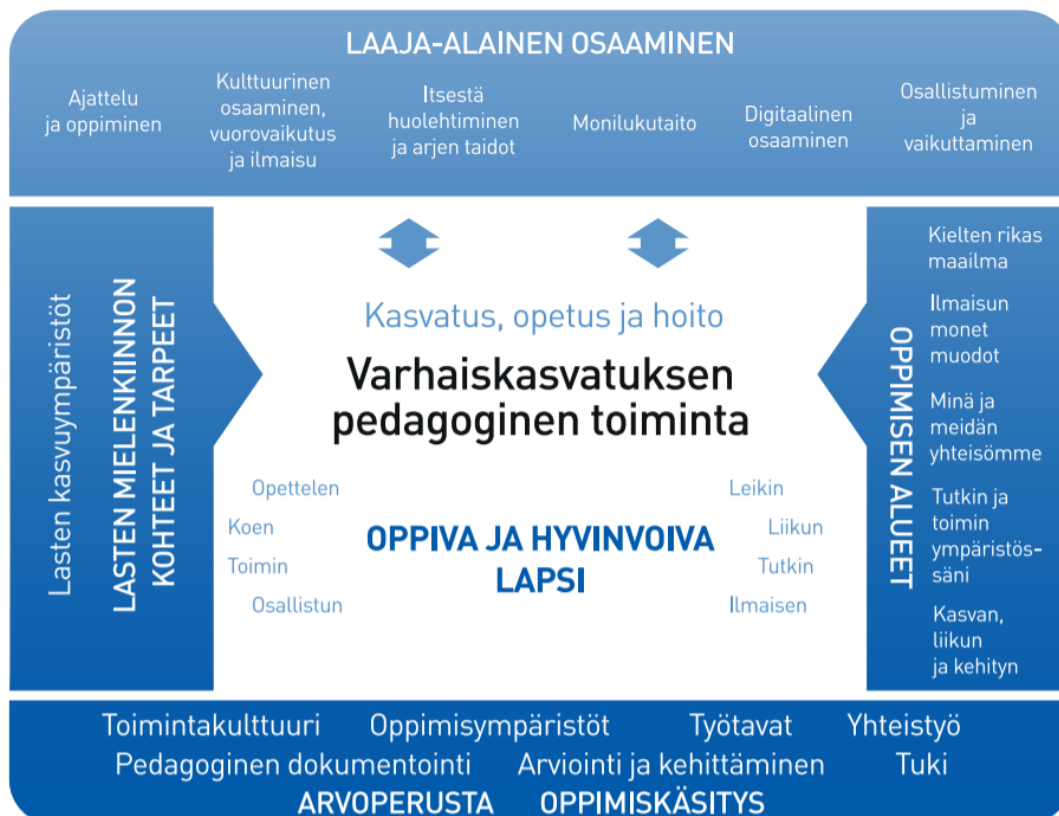 LAAJA-ALAINEN OSAAMINEN
Ajattelu
ja oppiminen
Kulttuurinen
osaaminen,
vuorovaikutus
ja ilmaisu
Itsestä
huolehtiminen
ja arjen taidot
Monilukutaito
Digitaalinen
osaaminen
Osallistuminen
ja
vaikuttaminen
Lasten kasvuympäristöt
LASTEN MIELENKIINNON
KOHTEET JA TARPEET
Kasvatus, opetus ja hoito
Varhaiskasvatuksen
pedagoginen toiminta
Opettelen
Koen
Toimin
Osallistun
OPPIVA JA HYVINVOIVA
LAPSI
Leikin
Liikun
Tutkin
Ilmaisen
OPPIMISEN ALUEET
Kielten rikas
maailma
Ilmaisun
monet
muodot
Minä ja
meidän
yhteisömme
Tutkin ja
toimin
ympäristös-
säni
Kasvan,
liikun
ja kehityn
Toimintakulttuuri Oppimisympäristöt Työtavat Yhteistyö
Pedagoginen dokumentointi Arviointi ja kehittäminen Tuki
ARVOPERUSTA OPPIMISKÄSITYS